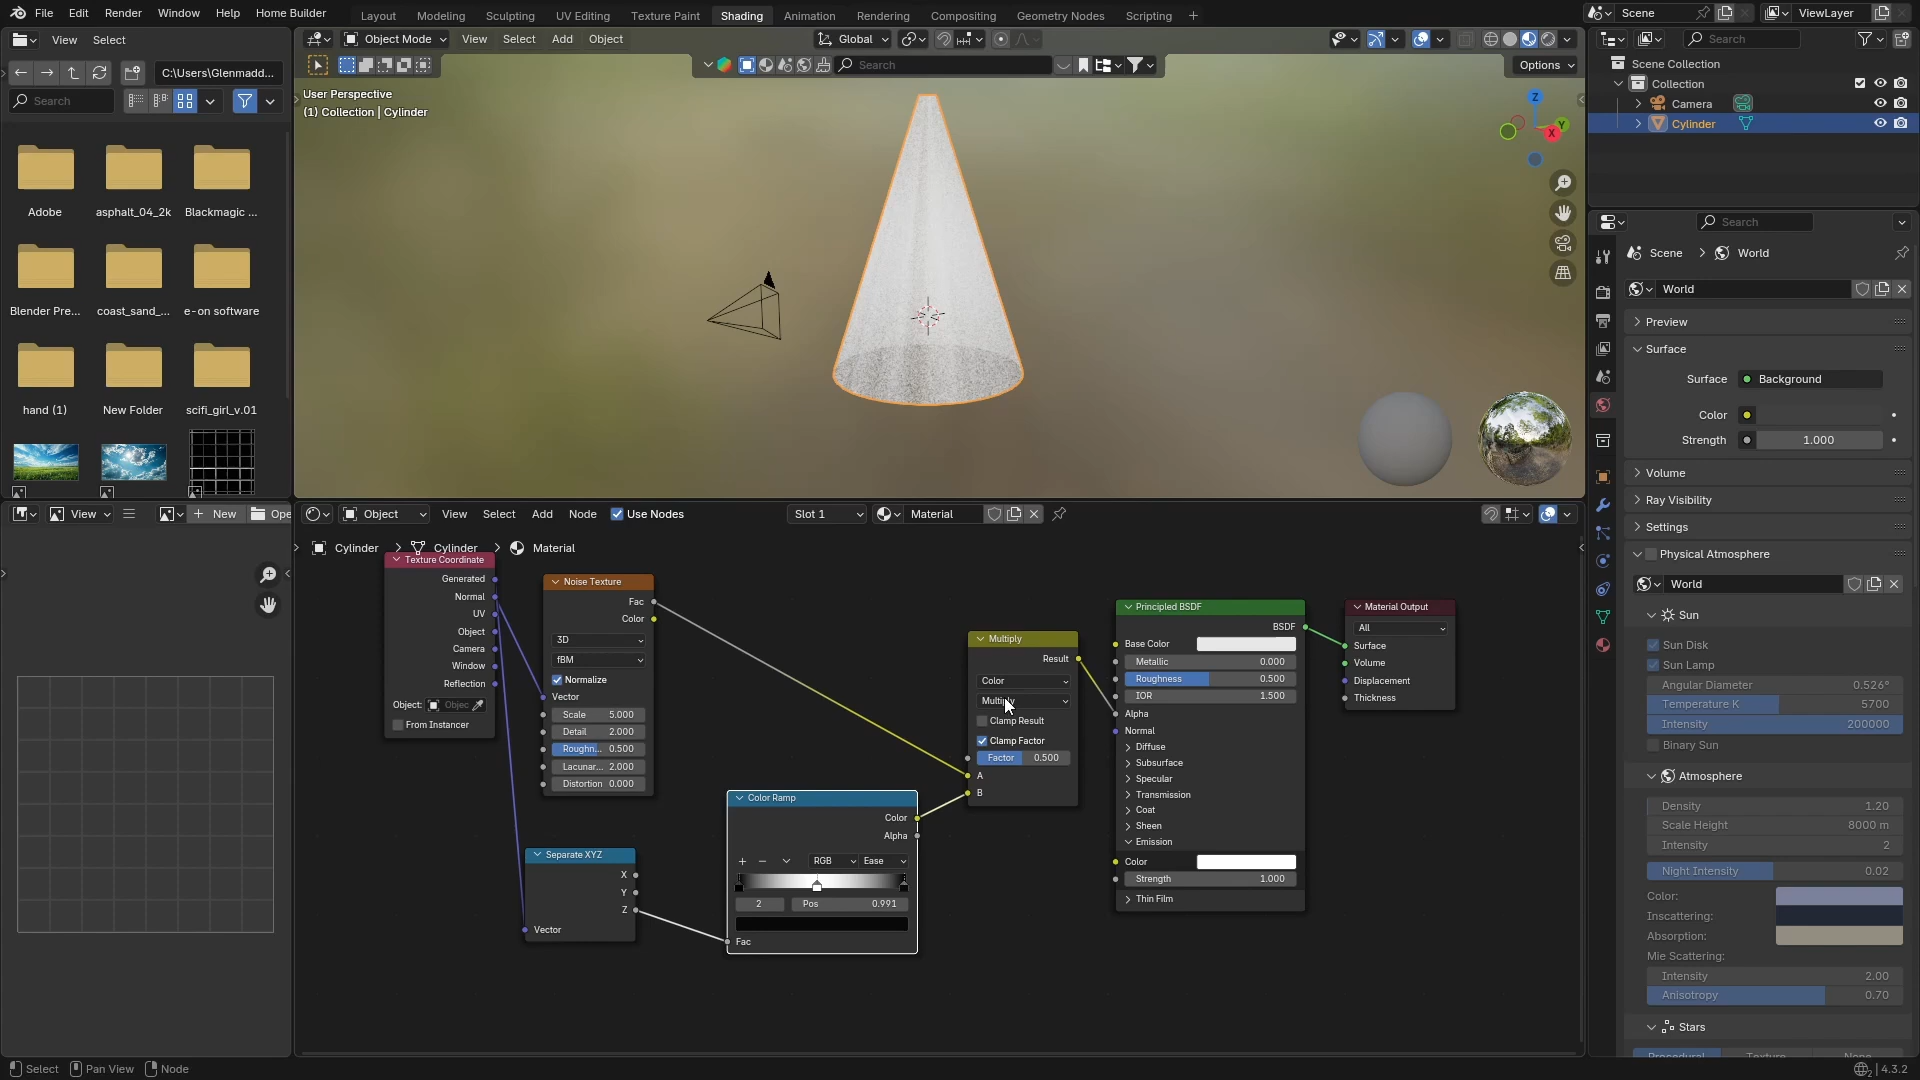 File Edit Render Window Help Home Builder
Layout Modeling Sculpting UV Editing Texture Paint Shading Animation Rendering Compositing Geometry Nodes Scripting +
Scene
ViewLayer
View Select
C:\Users\Glenmadd...
Search
Adobe
asphalt_04_2k
Blackmagic ...
Blender Pre...
coast_sand_...
e-on software
hand (1)
New Folder
scifi_girl_v.01
Object Mode View Select Add Object
Global
Search
Options
User Perspective
(1) Collection | Cylinder
Z
Y
X
Search
Scene Collection
Collection
Camera
Cylinder
Search
Scene > World
World
Preview
Surface
Surface Background
Color
Strength 1.000
Volume
Ray Visibility
Settings
Physical Atmosphere
World
Sun
Sun Disk
Sun Lamp
Angular Diameter 0.526°
Temperature K 5700
Intensity 200000
Binary Sun
Atmosphere
Density 1.20
Scale Height 8000 m
Intensity 2
Night Intensity 0.02
Color:
Inscattering:
Absorption:
Mie Scattering:
Intensity 2.00
Anisotropy 0.70
Stars
Procedural Texture None
View
+ New
Ope
Object View Select Add Node Use Nodes
Slot 1
Material
Cylinder > Cylinder > Material
Texture Coordinate
Generated
Normal
UV
Object
Camera
Window
Reflection
Object: Objec
From Instancer
Noise Texture
Fac
Color
3D
fBM
Normalize
Vector
Scale 5.000
Detail 2.000
Roughn... 0.500
Lacunar... 2.000
Distortion 0.000
Separate XYZ
X
Y
Z
Vector
Color Ramp
Color
Alpha
+ − RGB Ease
2 Pos 0.991
Fac
Multiply
Result
Color
Multiply
Clamp Result
Clamp Factor
Factor 0.500
A
B
Principled BSDF
BSDF
Base Color
Metallic 0.000
Roughness 0.500
IOR 1.500
Alpha
Normal
Diffuse
Subsurface
Specular
Transmission
Coat
Sheen
Emission
Color
Strength 1.000
Thin Film
Material Output
All
Surface
Volume
Displacement
Thickness
Select Pan View Node
4.3.2